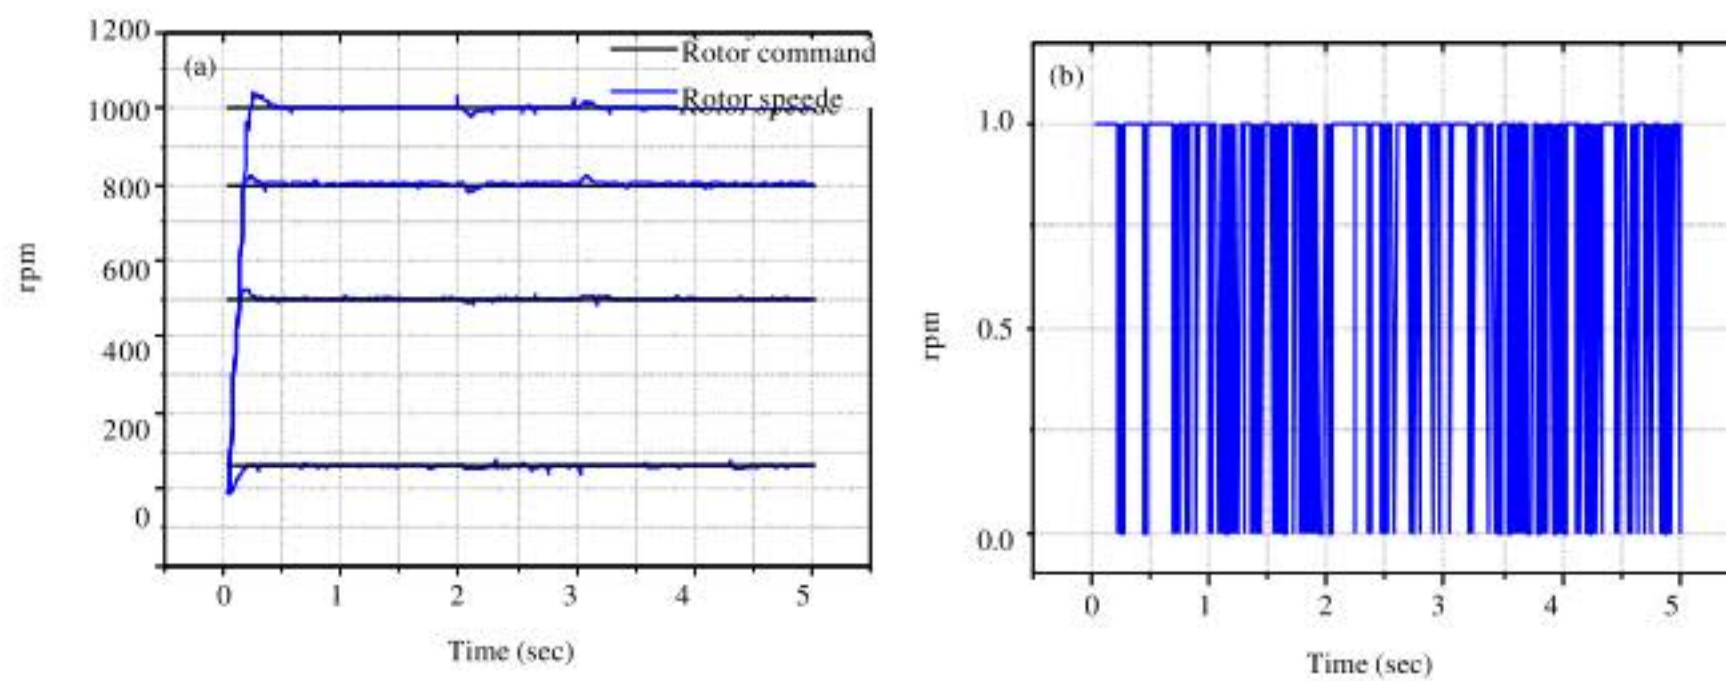 1200
(a)
Rotor command
Rotor speede
1000
800
600
400
200
0
rpm
0 1 2 3 4 5
Time (sec)
(b)
1.0
0.5
0.0
rpm
0 1 2 3 4 5
Time (sec)